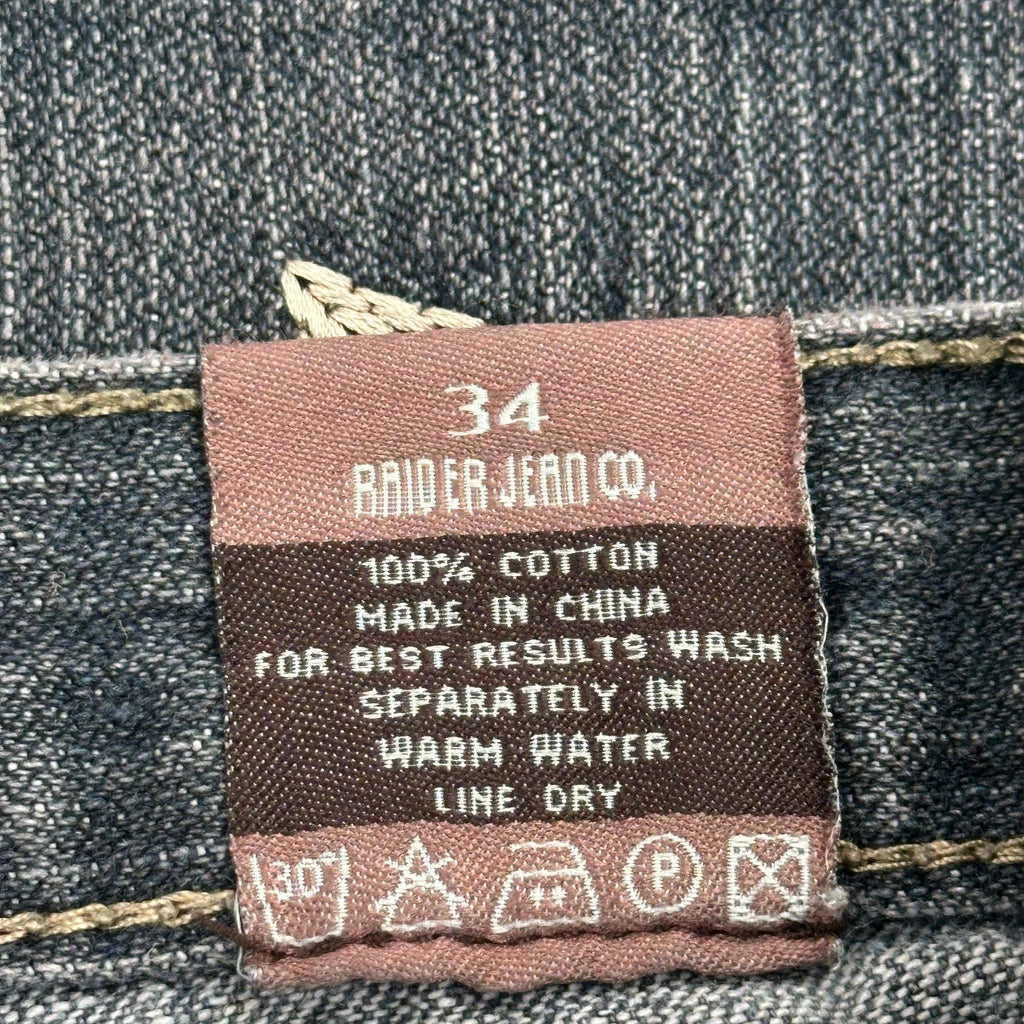 34
RAIDER JEAN CO.
100% COTTON
MADE IN CHINA
FOR BEST RESULTS WASH
SEPARATELY IN
WARM WATER
LINE DRY
30° P